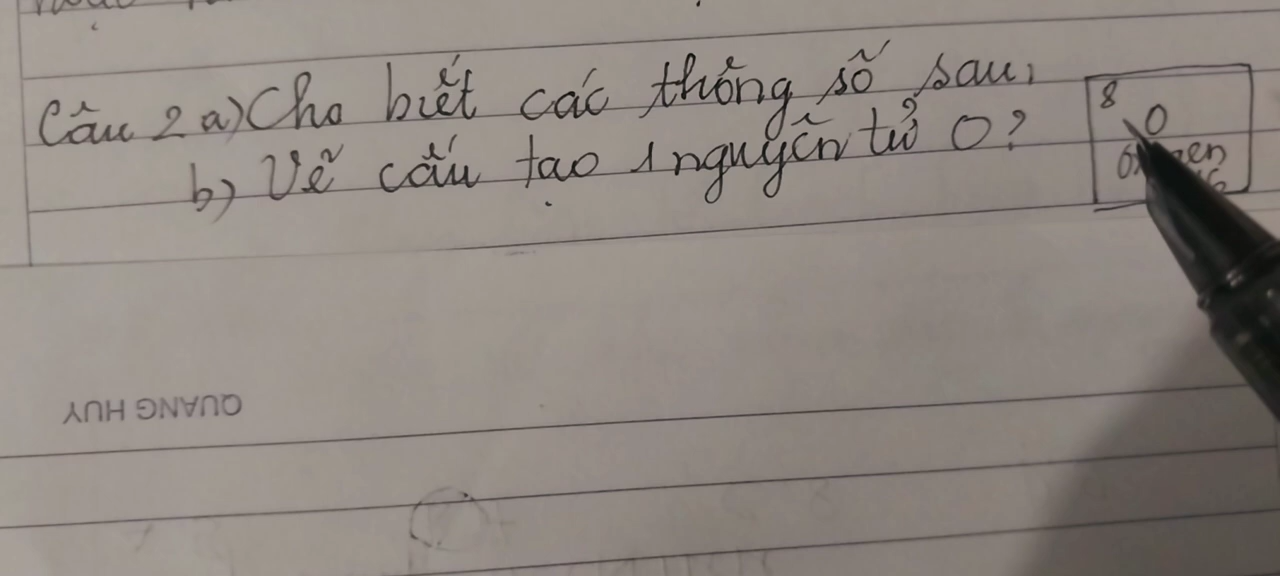 Câu 2 a) Cho biết các thông số sau:
b) Vẽ cấu tạo 1 nguyên tử O?
8
O
QUANG HUY